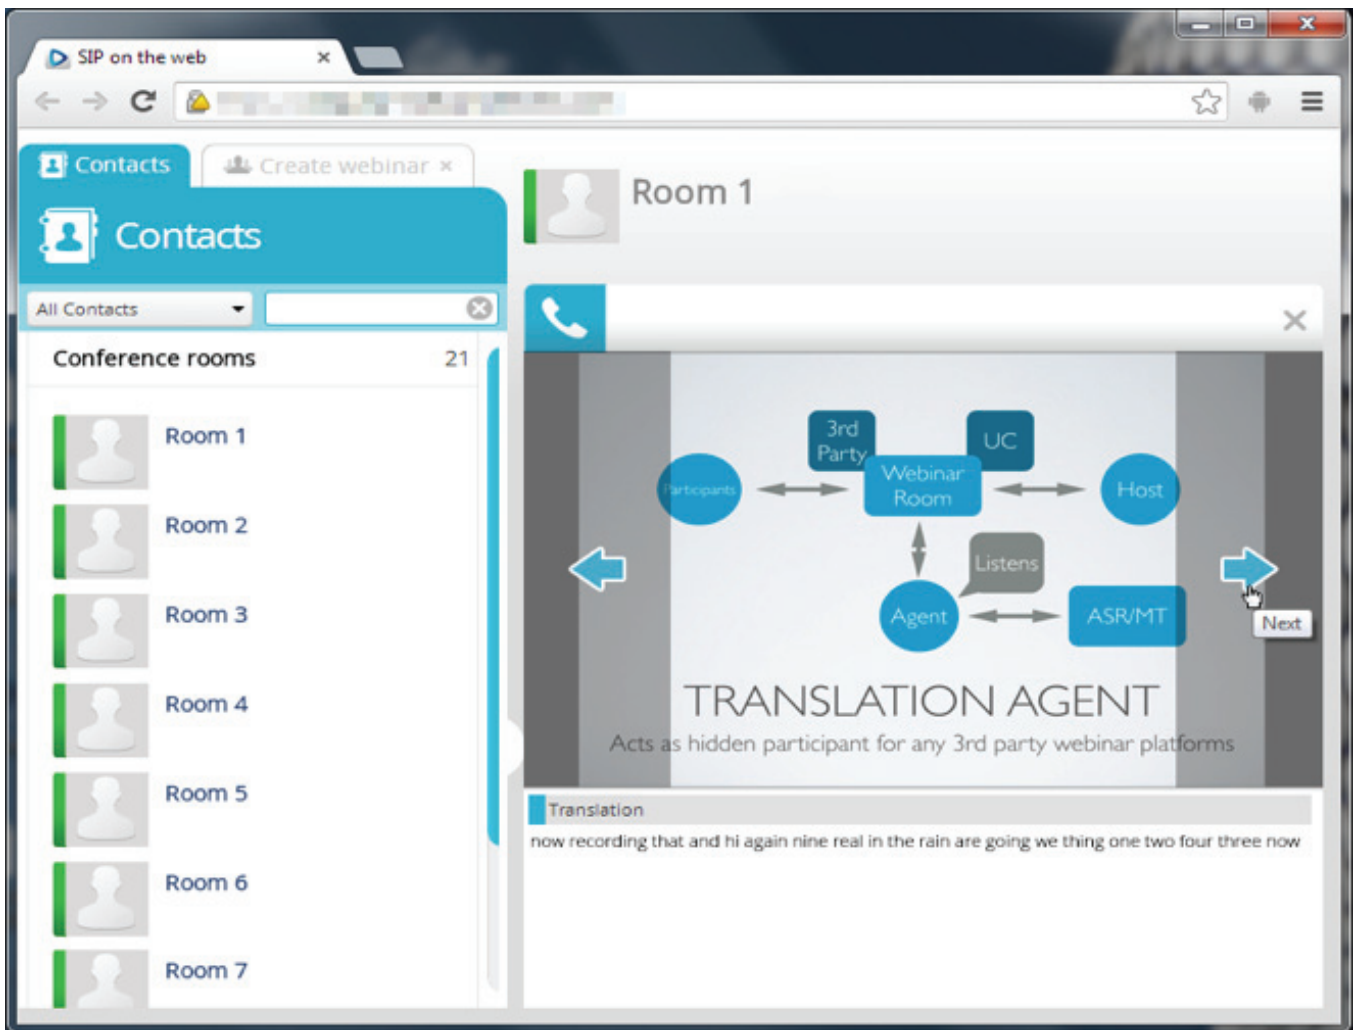 SIP on the web
Contacts
Create webinar
Contacts
All Contacts
Conference rooms 21
Room 1
Room 2
Room 3
Room 4
Room 5
Room 6
Room 7
Room 1
3rd
Party
UC
Webinar
Room
Participants
Host
Listens
Agent
ASR/MT
Next
TRANSLATION AGENT
Acts as hidden participant for any 3rd party webinar platforms
Translation
now recording that and hi again nine real in the rain are going we thing one two four three now